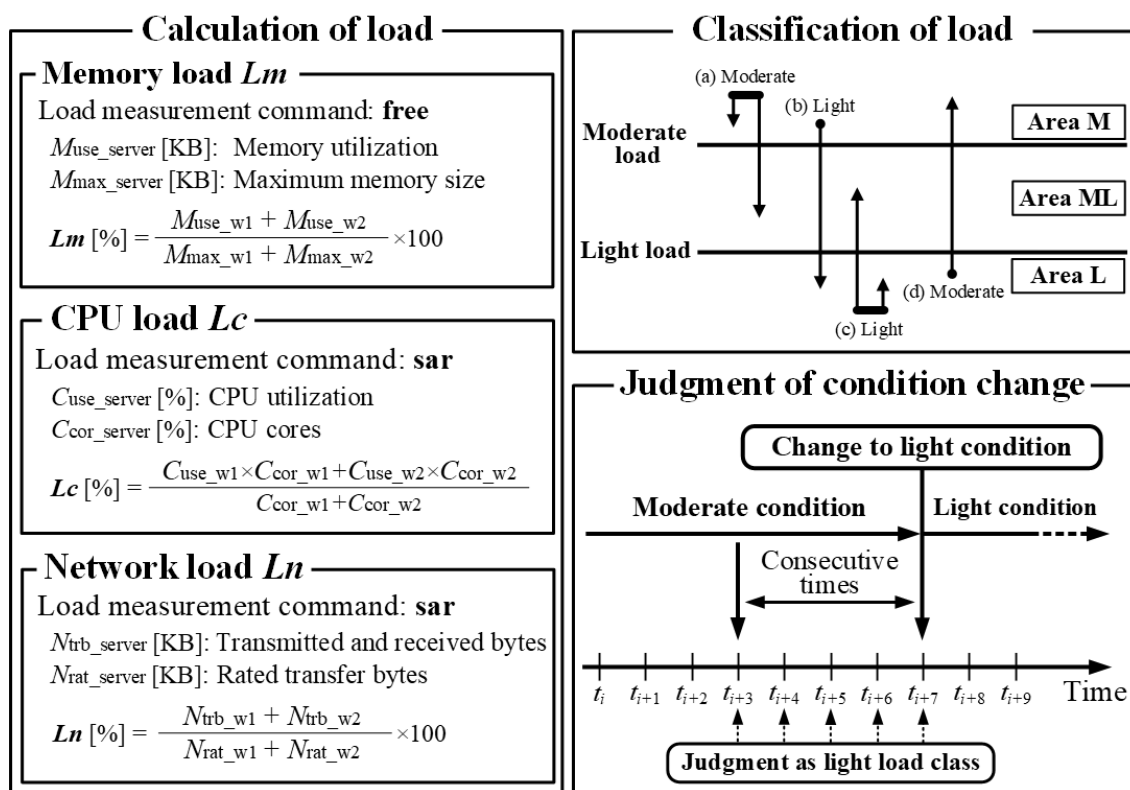 Calculation of load
Memory load Lm
Load measurement command: free
Muse_server [KB]: Memory utilization
Mmax_server [KB]: Maximum memory size
Lm [%] = (Muse_w1 + Muse_w2) / (Mmax_w1 + Mmax_w2) ×100
CPU load Lc
Load measurement command: sar
Cuse_server [%]: CPU utilization
Ccor_server [%]: CPU cores
Lc [%] = (Cuse_w1×Ccor_w1+Cuse_w2×Ccor_w2) / (Ccor_w1+Ccor_w2)
Network load Ln
Load measurement command: sar
Ntrb_server [KB]: Transmitted and received bytes
Nrat_server [KB]: Rated transfer bytes
Ln [%] = (Ntrb_w1 + Ntrb_w2) / (Nrat_w1 + Nrat_w2) ×100
Classification of load
(a) Moderate
(b) Light
Area M
Moderate
load
Area ML
Light load
Area L
(d) Moderate
(c) Light
Judgment of condition change
Change to light condition
Moderate condition
Light condition
Consecutive
times
ti ti+1 ti+2 ti+3 ti+4 ti+5 ti+6 ti+7 ti+8 ti+9 Time
Judgment as light load class